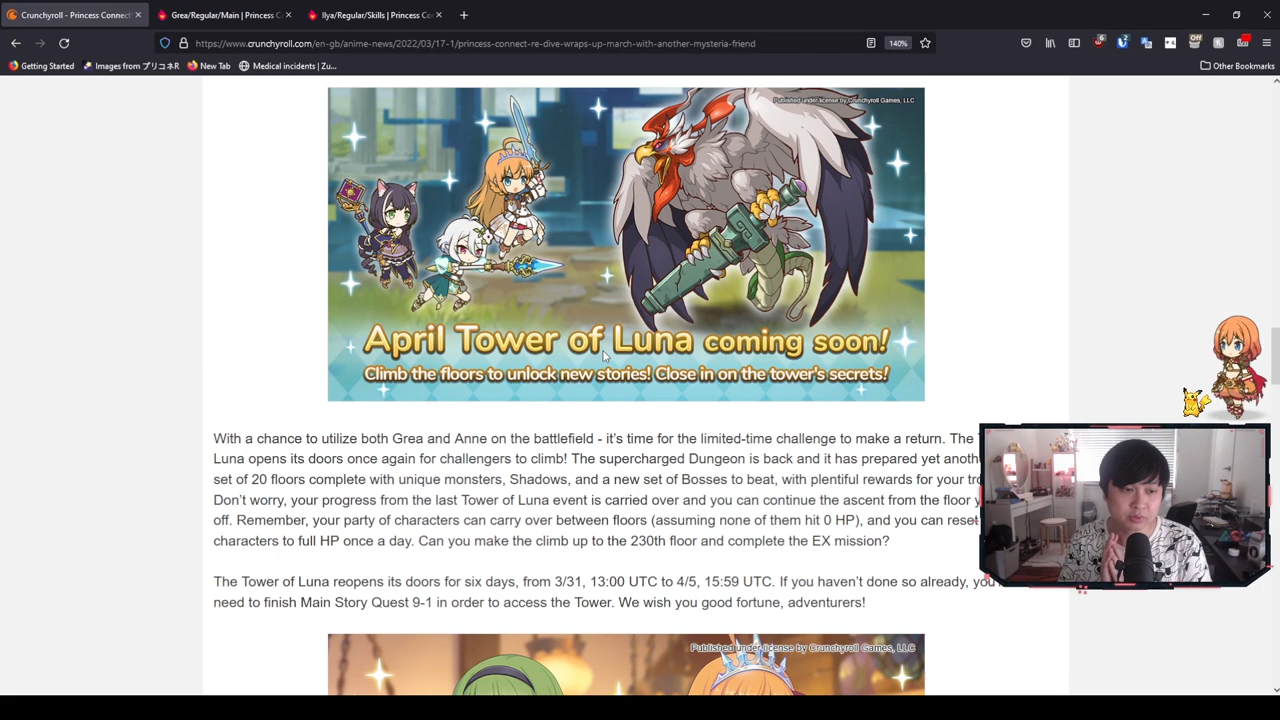 Crunchyroll - Princess Connect
Grea/Regular/Main | Princess C
Ilya/Regular/Skills | Princess Co
https://www.crunchyroll.com/en-gb/anime-news/2022/03/17-1/princess-connect-re-dive-wraps-up-march-with-another-mysteria-friend
140%
Getting Started
Images from プリコネR
New Tab
Medical incidents | Zu...
Other Bookmarks
Published under license by Crunchyroll Games, LLC
April Tower of Luna coming soon!
Climb the floors to unlock new stories! Close in on the tower's secrets!
With a chance to utilize both Grea and Anne on the battlefield - it's time for the limited-time challenge to make a return. The
Luna opens its doors once again for challengers to climb! The supercharged Dungeon is back and it has prepared yet anoth
set of 20 floors complete with unique monsters, Shadows, and a new set of Bosses to beat, with plentiful rewards for your tro
Don't worry, your progress from the last Tower of Luna event is carried over and you can continue the ascent from the floor y
off. Remember, your party of characters can carry over between floors (assuming none of them hit 0 HP), and you can reset
characters to full HP once a day. Can you make the climb up to the 230th floor and complete the EX mission?
The Tower of Luna reopens its doors for six days, from 3/31, 13:00 UTC to 4/5, 15:59 UTC. If you haven't done so already, you
need to finish Main Story Quest 9-1 in order to access the Tower. We wish you good fortune, adventurers!
Published under license by Crunchyroll Games, LLC